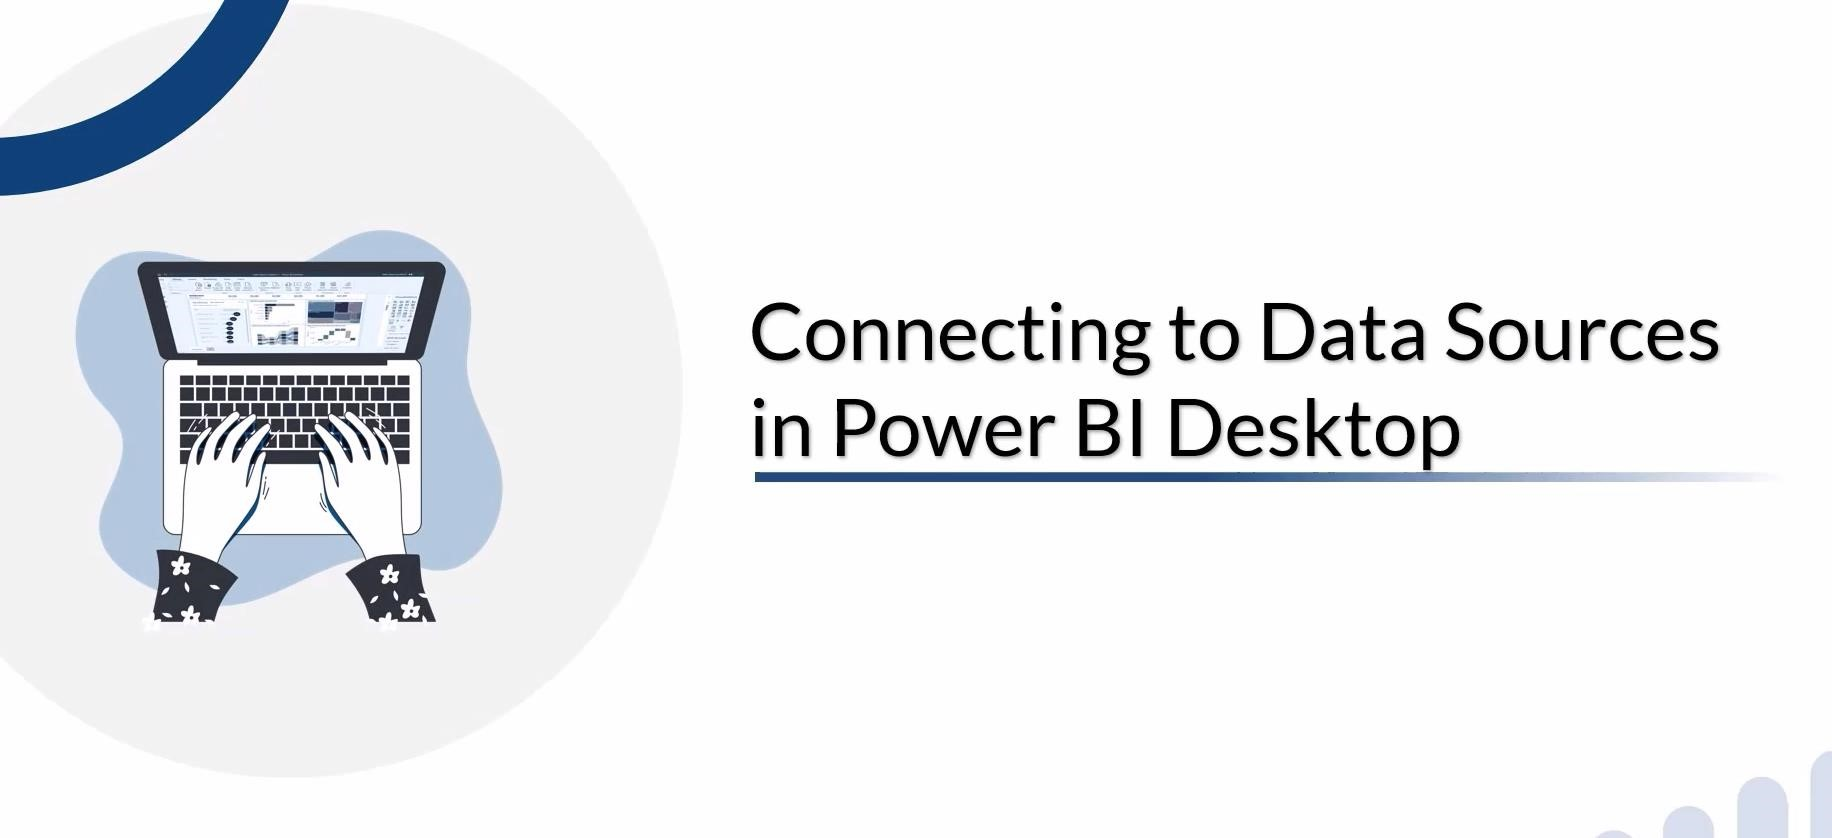 Connecting to Data Sources
in Power BI Desktop